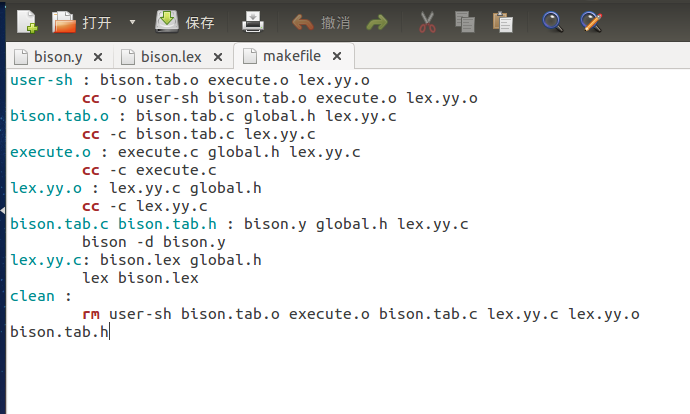 打开 保存 撤消
bison.y bison.lex makefile
user-sh : bison.tab.o execute.o lex.yy.o
cc -o user-sh bison.tab.o execute.o lex.yy.o
bison.tab.o : bison.tab.c global.h lex.yy.c
cc -c bison.tab.c lex.yy.c
execute.o : execute.c global.h lex.yy.c
cc -c execute.c
lex.yy.o : lex.yy.c global.h
cc -c lex.yy.c
bison.tab.c bison.tab.h : bison.y global.h lex.yy.c
bison -d bison.y
lex.yy.c: bison.lex global.h
lex bison.lex
clean :
rm user-sh bison.tab.o execute.o bison.tab.c lex.yy.c lex.yy.o
bison.tab.h